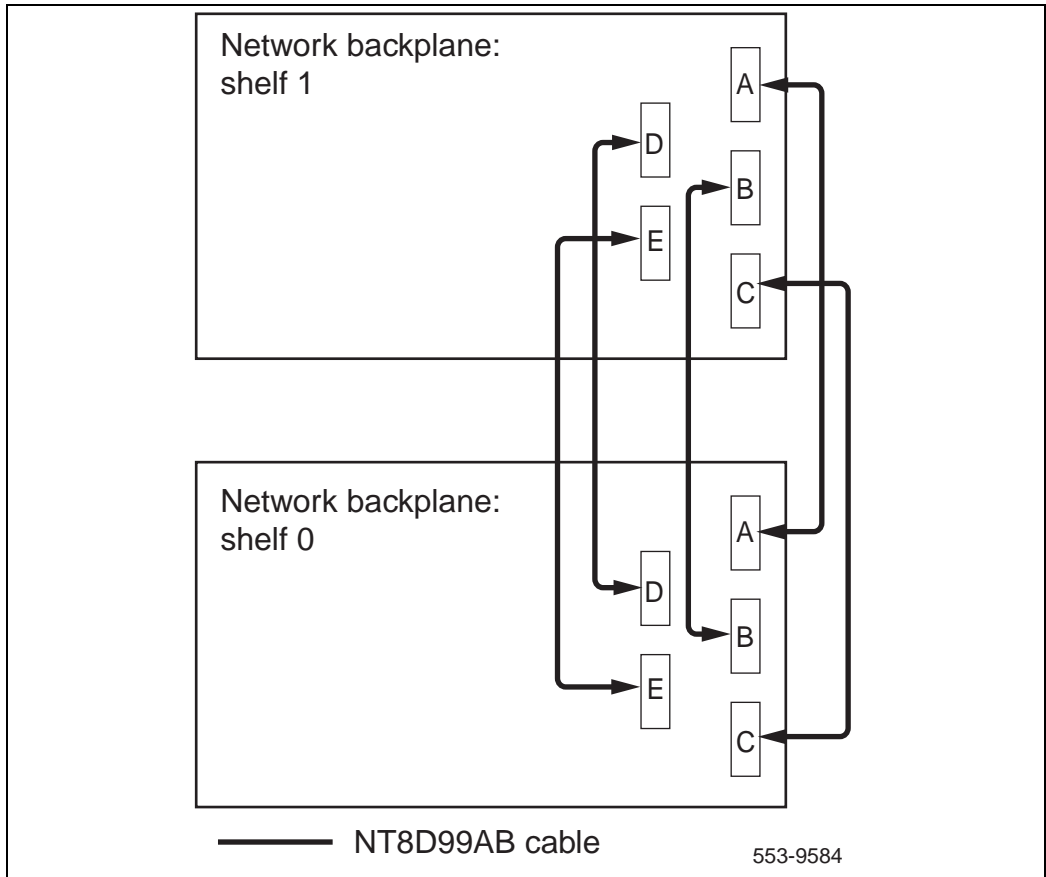 Network backplane:
shelf 1
A
D
B
E
C
Network backplane:
shelf 0
A
D
B
E
C
NT8D99AB cable
553-9584